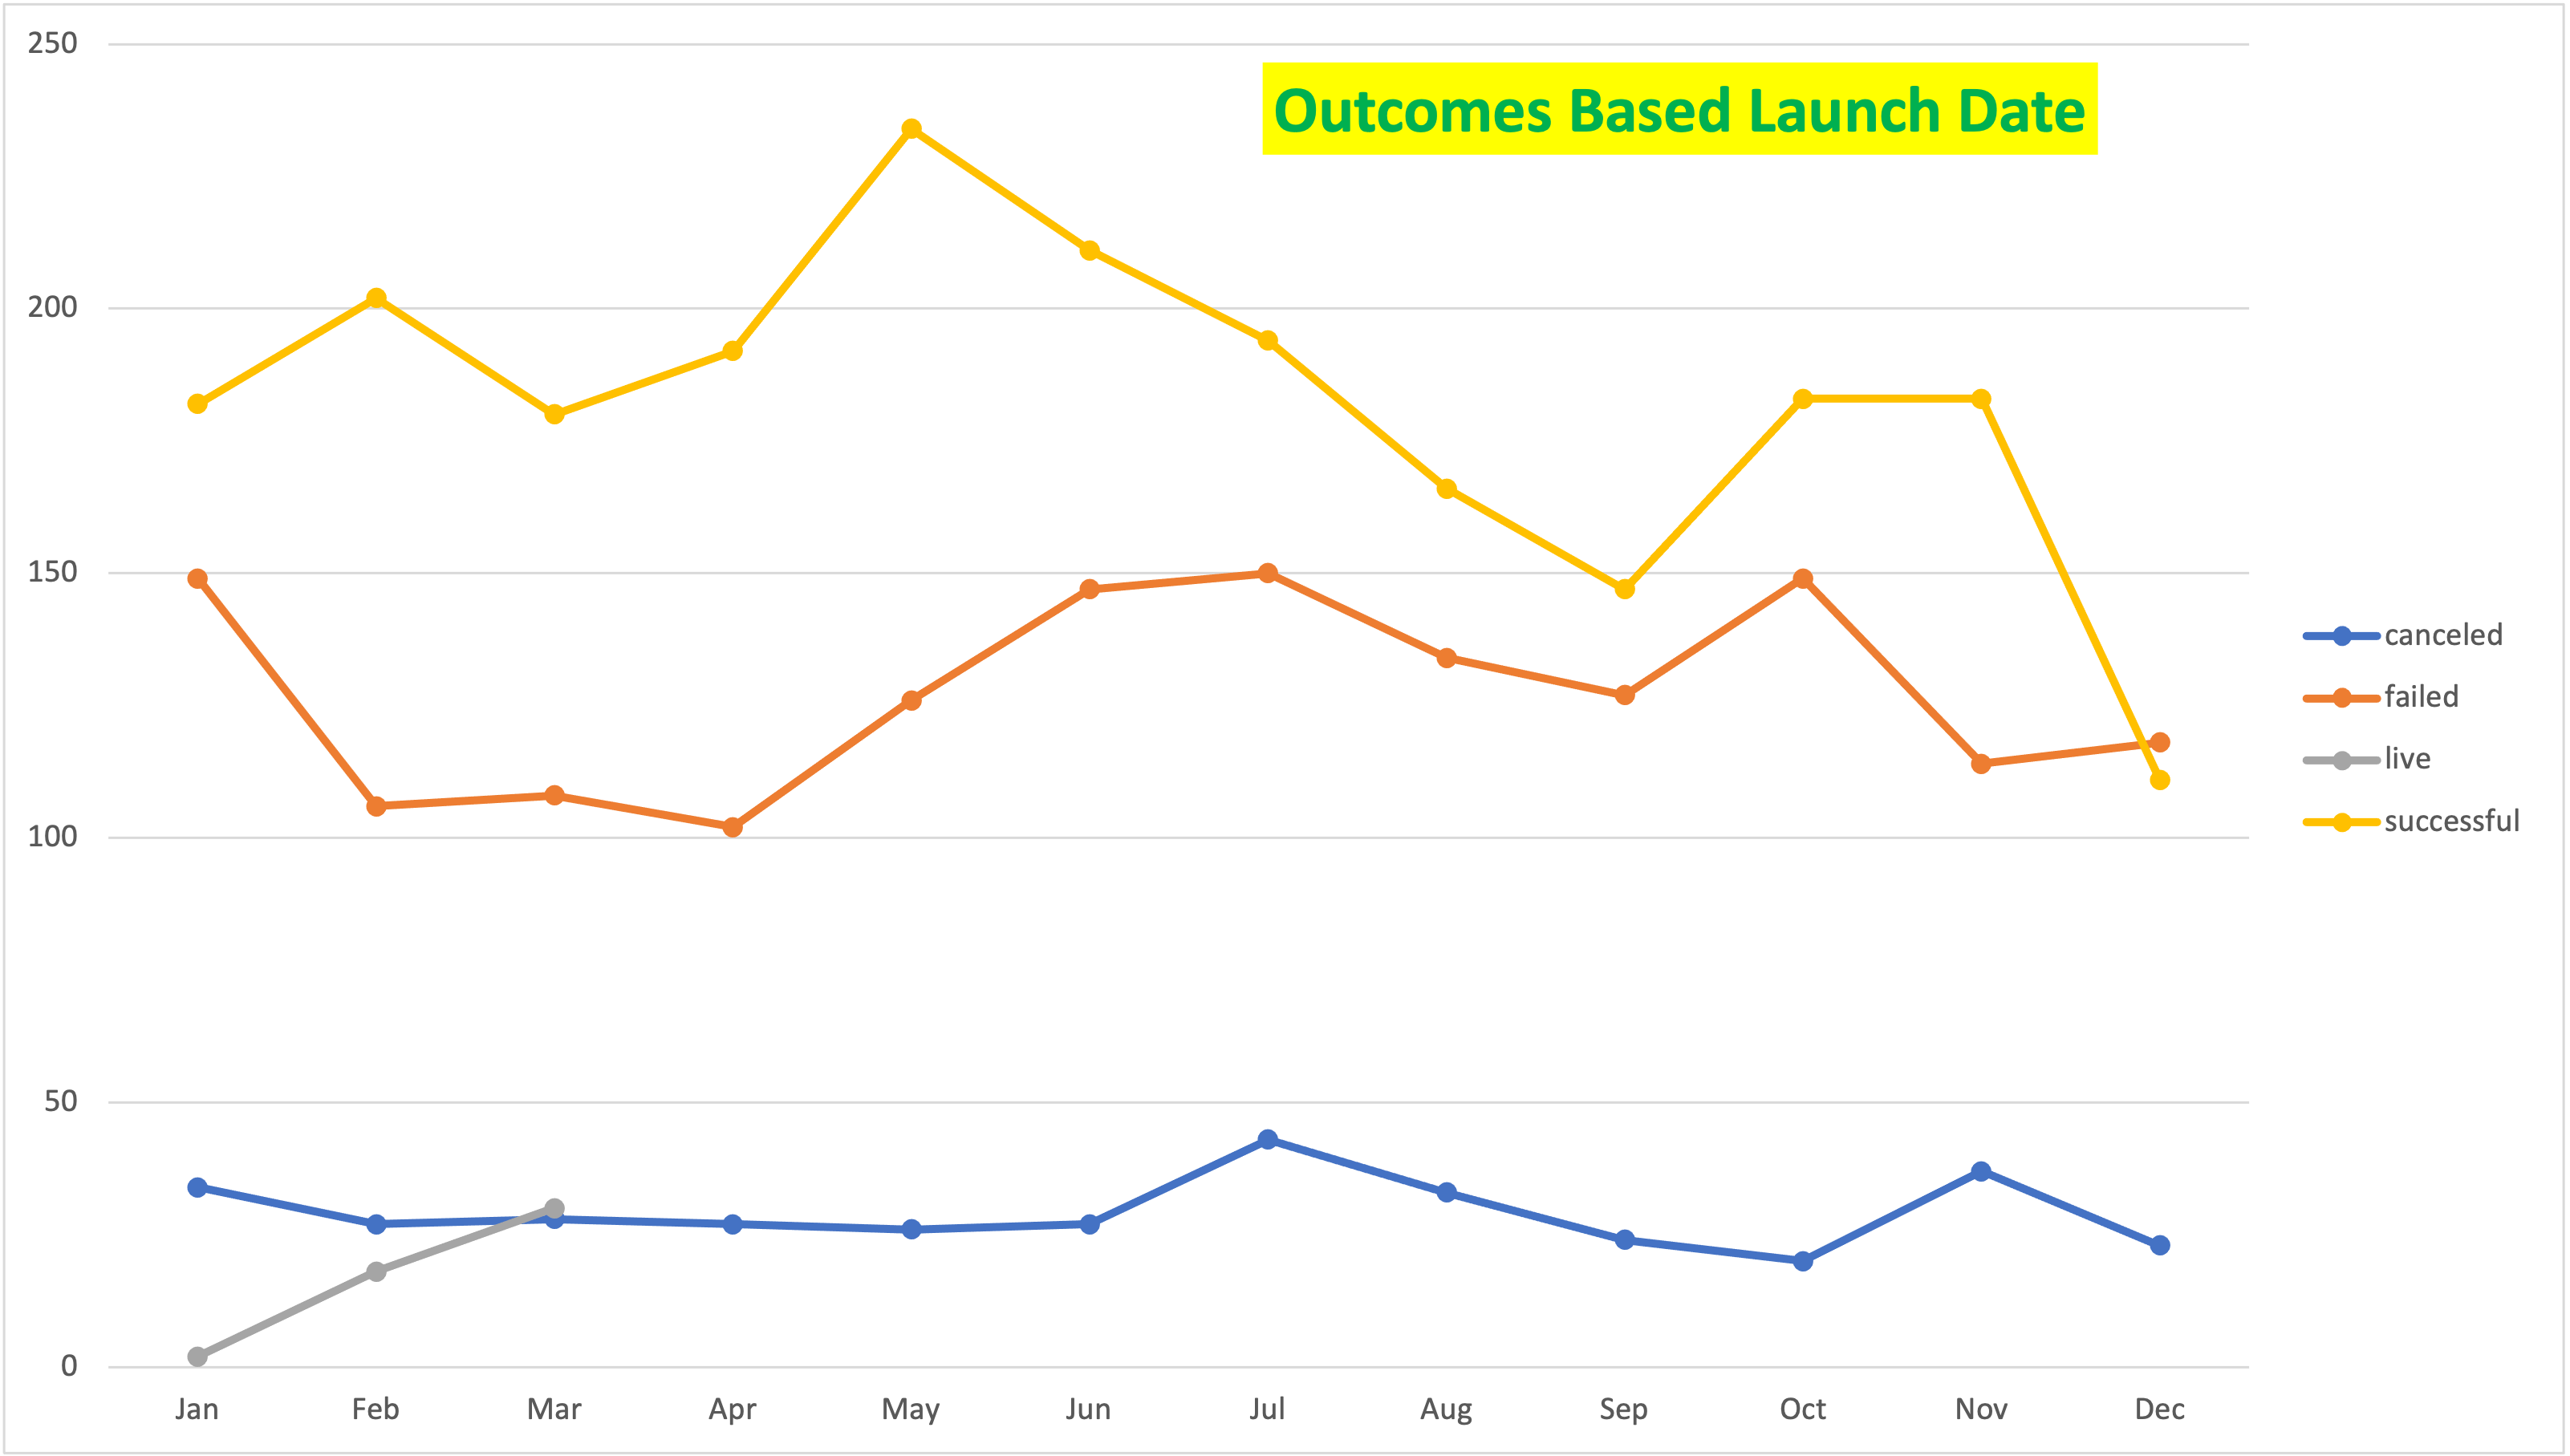 Outcomes Based Launch Date
250
200
150
100
50
0
Jan Feb Mar Apr May Jun Jul Aug Sep Oct Nov Dec
canceled
failed
live
successful